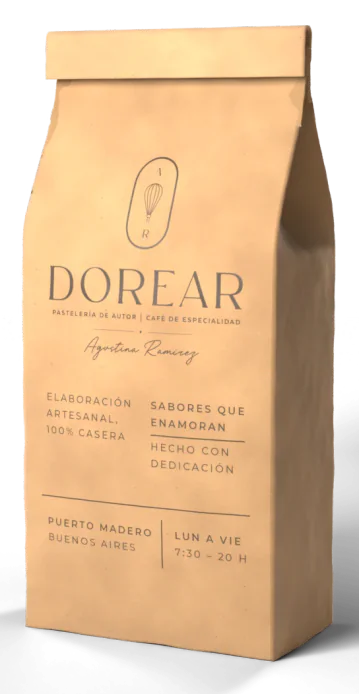 A
R
DOREAR
PASTELERÍA DE AUTOR | CAFÉ DE ESPECIALIDAD
Agostina Ramirez
ELABORACIÓN
ARTESANAL,
100% CASERA
SABORES QUE
ENAMORAN
HECHO CON
DEDICACIÓN
PUERTO MADERO
BUENOS AIRES
LUN A VIE
7:30 – 20 H